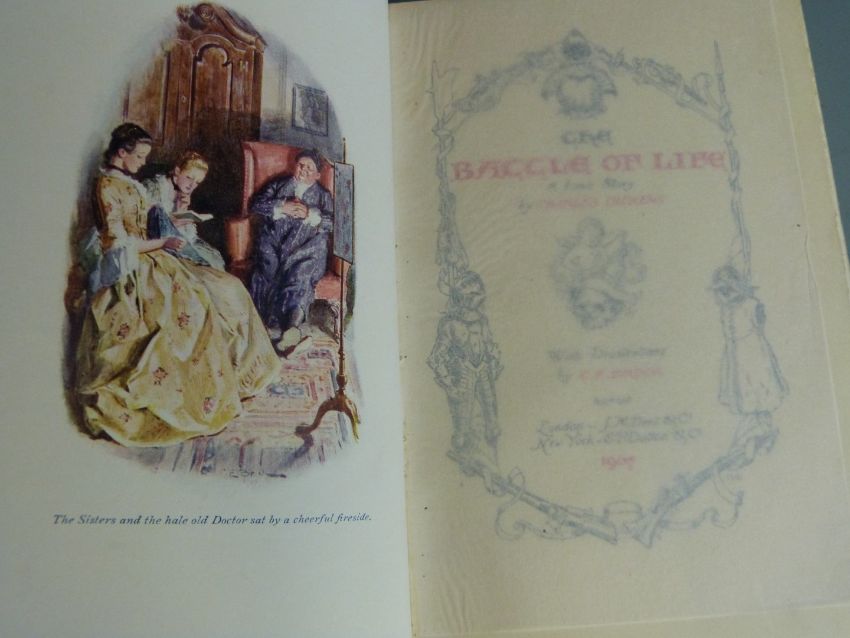 The Sisters and the hale old Doctor sat by a cheerful fireside.
THE
BATTLE OF LIFE
A Love Story
by CHARLES DICKENS
With Illustrations
by C.E. BROCK
London - J.M. Dent & Co.
New York - E.P. Dutton & Co.
1907